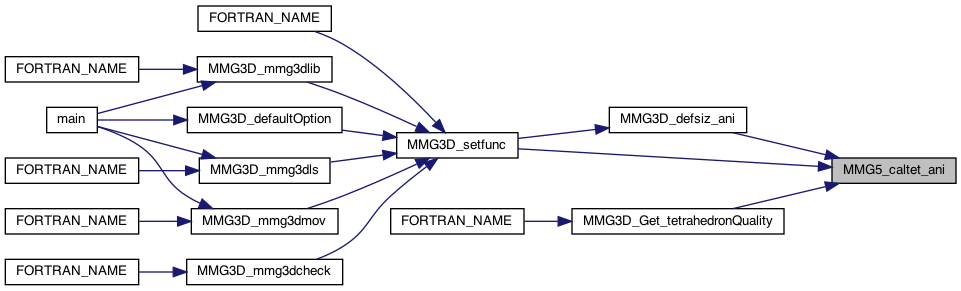 FORTRAN_NAME
FORTRAN_NAME
MMG3D_mmg3dlib
main
MMG3D_defaultOption
MMG3D_defsiz_ani
MMG3D_setfunc
FORTRAN_NAME
MMG3D_mmg3dls
MMG5_caltet_ani
FORTRAN_NAME
MMG3D_mmg3dmov
FORTRAN_NAME
MMG3D_Get_tetrahedronQuality
FORTRAN_NAME
MMG3D_mmg3dcheck